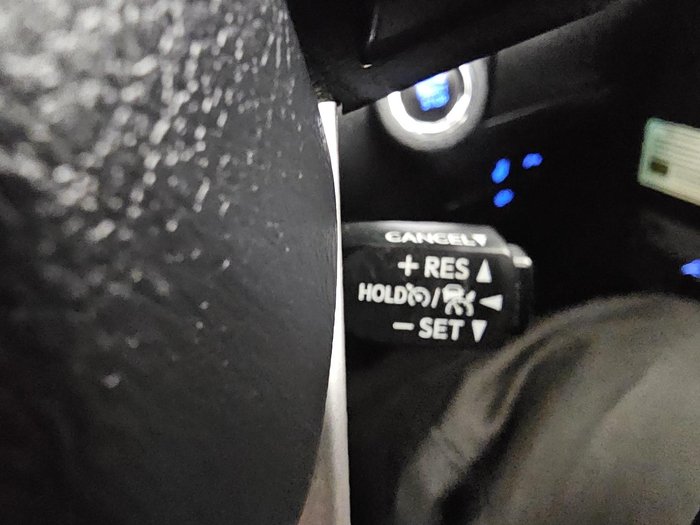 CANCEL▼
+ RES ▲
HOLD / ◄
− SET ▼